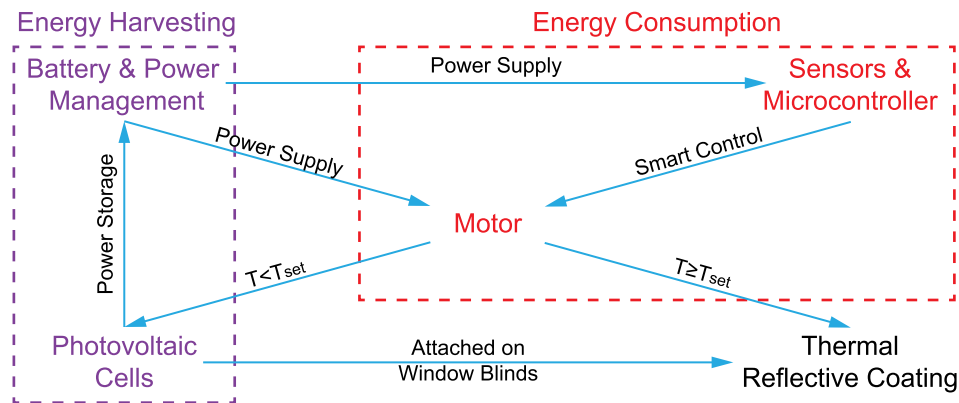 Energy Harvesting
Energy Consumption
Battery & Power
Management
Power Supply
Sensors &
Microcontroller
Power Supply
Smart Control
Power Storage
Motor
T<Tset
T≥Tset
Photovoltaic
Cells
Attached on
Window Blinds
Thermal
Reflective Coating